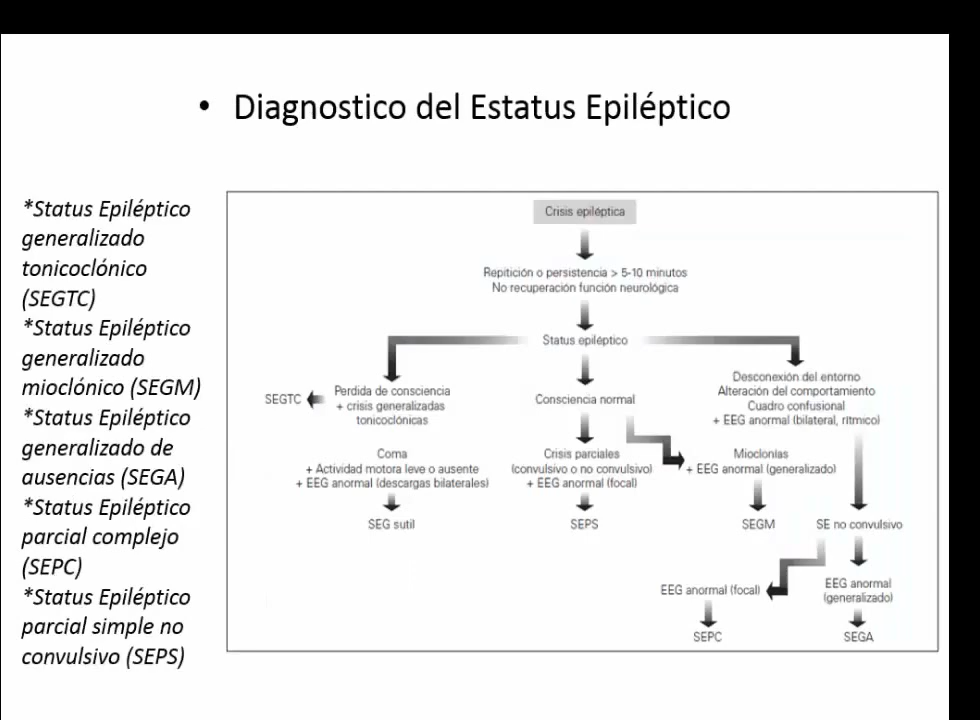 • Diagnostico del Estatus Epiléptico
*Status Epiléptico
generalizado
tonicoclónico
(SEGTC)
*Status Epiléptico
generalizado
mioclónico (SEGM)
*Status Epiléptico
generalizado de
ausencias (SEGA)
*Status Epiléptico
parcial complejo
(SEPC)
*Status Epiléptico
parcial simple no
convulsivo (SEPS)
Crisis epiléptica
Repitición o persistencia > 5-10 minutos
No recuperación función neurológica
Status epiléptico
SEGTC
Perdida de consciencia
+ crisis generalizadas
tonicoclónicas
Coma
+ Actividad motora leve o ausente
+ EEG anormal (descargas bilaterales)
SEG sutil
Consciencia normal
Crisis parciales
(convulsivo o no convulsivo)
+ EEG anormal (focal)
SEPS
Desconexión del entorno
Alteración del comportamiento
Cuadro confusional
+ EEG anormal (bilateral, rítmico)
Mioclonías
+ EEG anormal (generalizado)
SEGM
SE no convulsivo
EEG anormal (focal)
SEPC
EEG anormal
(generalizado)
SEGA